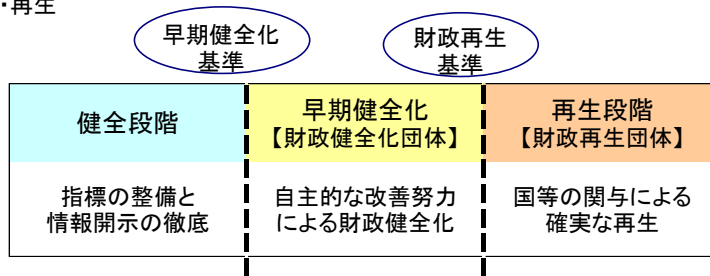 ・再生
早期健全化
基準
財政再生
基準
健全段階
早期健全化
【財政健全化団体】
再生段階
【財政再生団体】
指標の整備と
情報開示の徹底
自主的な改善努力
による財政健全化
国等の関与による
確実な再生